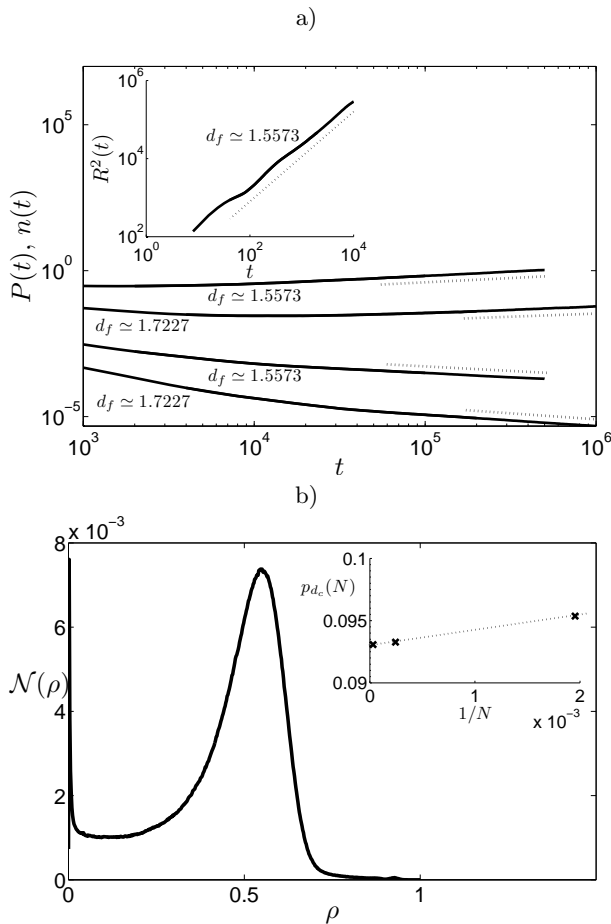 a)
10^6
10^4
10^2
R^2(t)
d_f ≃ 1.5573
10^0
10^2
10^4
t
10^5
10^0
10^−5
P(t), n(t)
d_f ≃ 1.5573
d_f ≃ 1.7227
d_f ≃ 1.5573
d_f ≃ 1.7227
10^3
10^4
10^5
10^6
t
b)
x 10^−3
8
6
4
2
0
N(ρ)
0.1
0.095
0.09
p_{d_c}(N)
0
1
2
1/N
x 10^−3
0
0.5
1
ρ